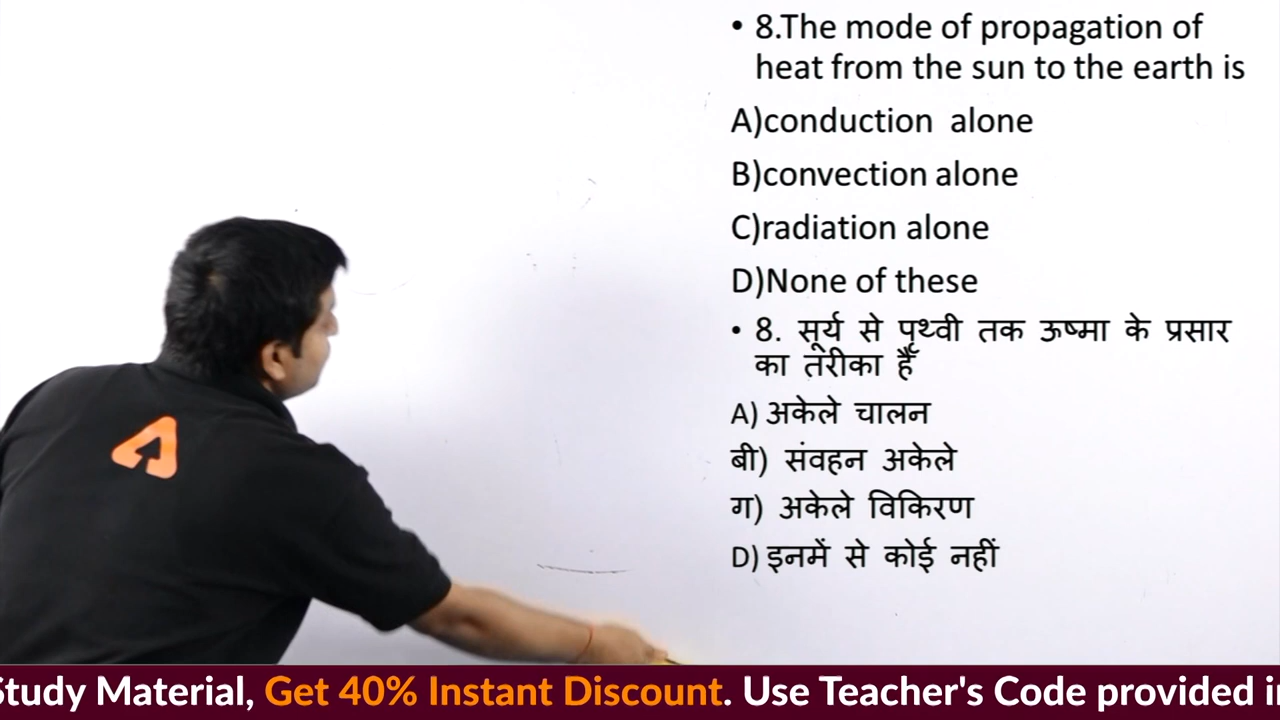 • 8.The mode of propagation of
heat from the sun to the earth is
A)conduction alone
B)convection alone
C)radiation alone
D)None of these
• 8. सूर्य से पृथ्वी तक ऊष्मा के प्रसार
का तरीका हैं
A) अकेले चालन
बी) संवहन अकेले
ग) अकेले विकिरण
D) इनमें से कोई नहीं
Study Material, Get 40% Instant Discount. Use Teacher's Code provided in